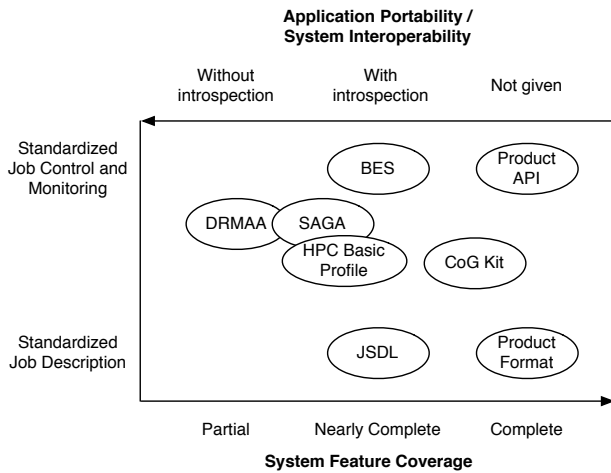 Application Portability /
System Interoperability
Without
introspection
With
introspection
Not given
Standardized
Job Control and
Monitoring
BES
Product
API
DRMAA
SAGA
HPC Basic
Profile
CoG Kit
Standardized
Job Description
JSDL
Product
Format
Partial
Nearly Complete
Complete
System Feature Coverage